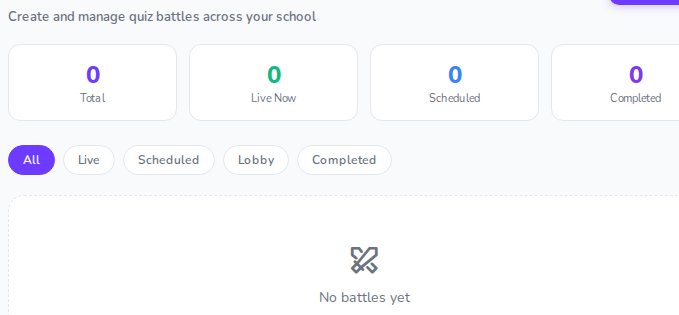 Create and manage quiz battles across your school
0 0 0 0
Total Live Now Scheduled Completed
All Live Scheduled Lobby Completed
No battles yet